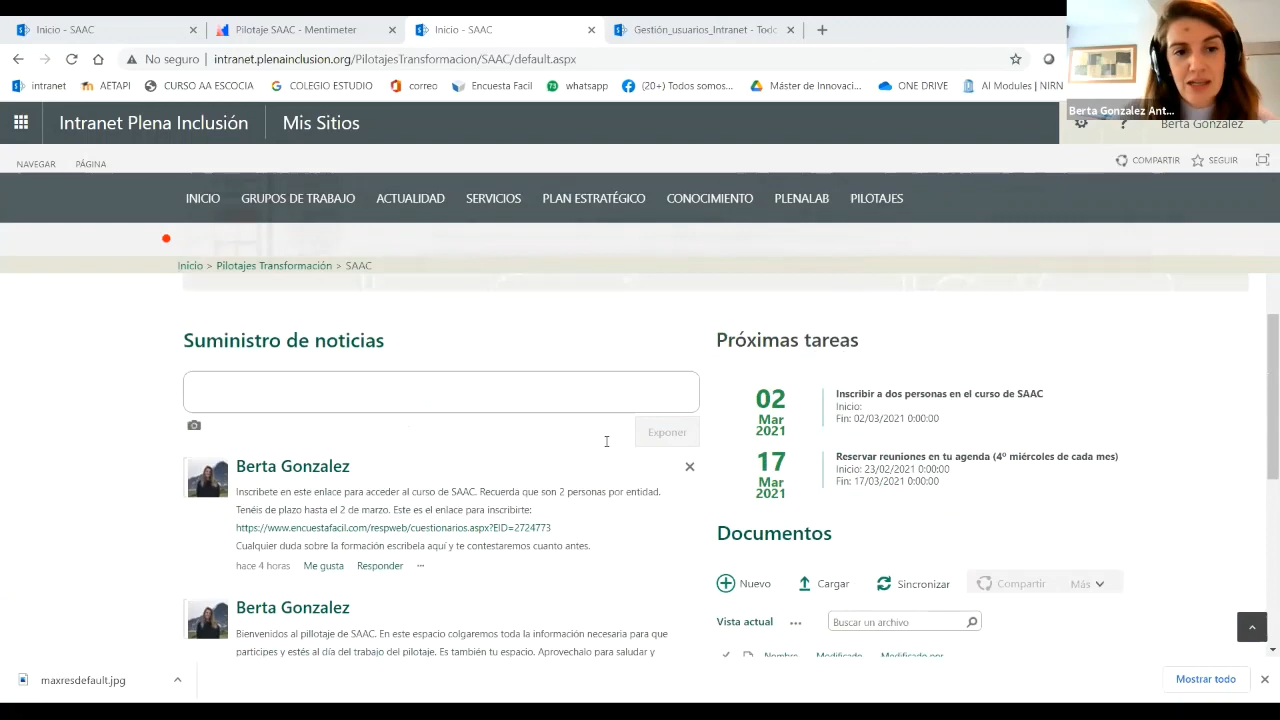 Inicio - SAAC
Pilotaje SAAC - Mentimeter
Inicio - SAAC
Gestión_usuarios_Intranet - Todo
No seguro
intranet.plenainclusion.org/PilotajesTransformacion/SAAC/default.aspx
intranet
AETAPI
CURSO AA ESCOCIA
COLEGIO ESTUDIO
correo
Encuesta Facil
whatsapp
(20+) Todos somos...
Máster de Innovaci...
ONE DRIVE
AI Modules | NIRN
Berta Gonzalez Ant...
Intranet Plena Inclusión
Mis Sitios
Berta Gonzalez
NAVEGAR
PÁGINA
COMPARTIR
SEGUIR
INICIO
GRUPOS DE TRABAJO
ACTUALIDAD
SERVICIOS
PLAN ESTRATÉGICO
CONOCIMIENTO
PLENALAB
PILOTAJES
Inicio > Pilotajes Transformación > SAAC
Suministro de noticias
Exponer
Berta Gonzalez
Inscribete en este enlace para acceder al curso de SAAC. Recuerda que son 2 personas por entidad.
Tenéis de plazo hasta el 2 de marzo. Este es el enlace para inscribirte:
https://www.encuestafacil.com/respweb/cuestionarios.aspx?EID=2724773
Cualquier duda sobre la formación escríbela aquí y te contestaremos cuanto antes.
hace 4 horas
Me gusta
Responder
...
Berta Gonzalez
Bienvenidos al pillotaje de SAAC. En este espacio colgaremos toda la información necesaria para que
participes y estés al día del trabajo del pilotaje. Es también tu espacio. Aprovechalo para saludar y
Próximas tareas
02
Mar
2021
Inscribir a dos personas en el curso de SAAC
Inicio:
Fin: 02/03/2021 0:00:00
17
Mar
2021
Reservar reuniones en tu agenda (4º miércoles de cada mes)
Inicio: 23/02/2021 0:00:00
Fin: 17/03/2021 0:00:00
Documentos
Nuevo
Cargar
Sincronizar
Compartir
Más
Vista actual
...
Buscar un archivo
Nombre
Modificado
Modificado por
maxresdefault.jpg
Mostrar todo